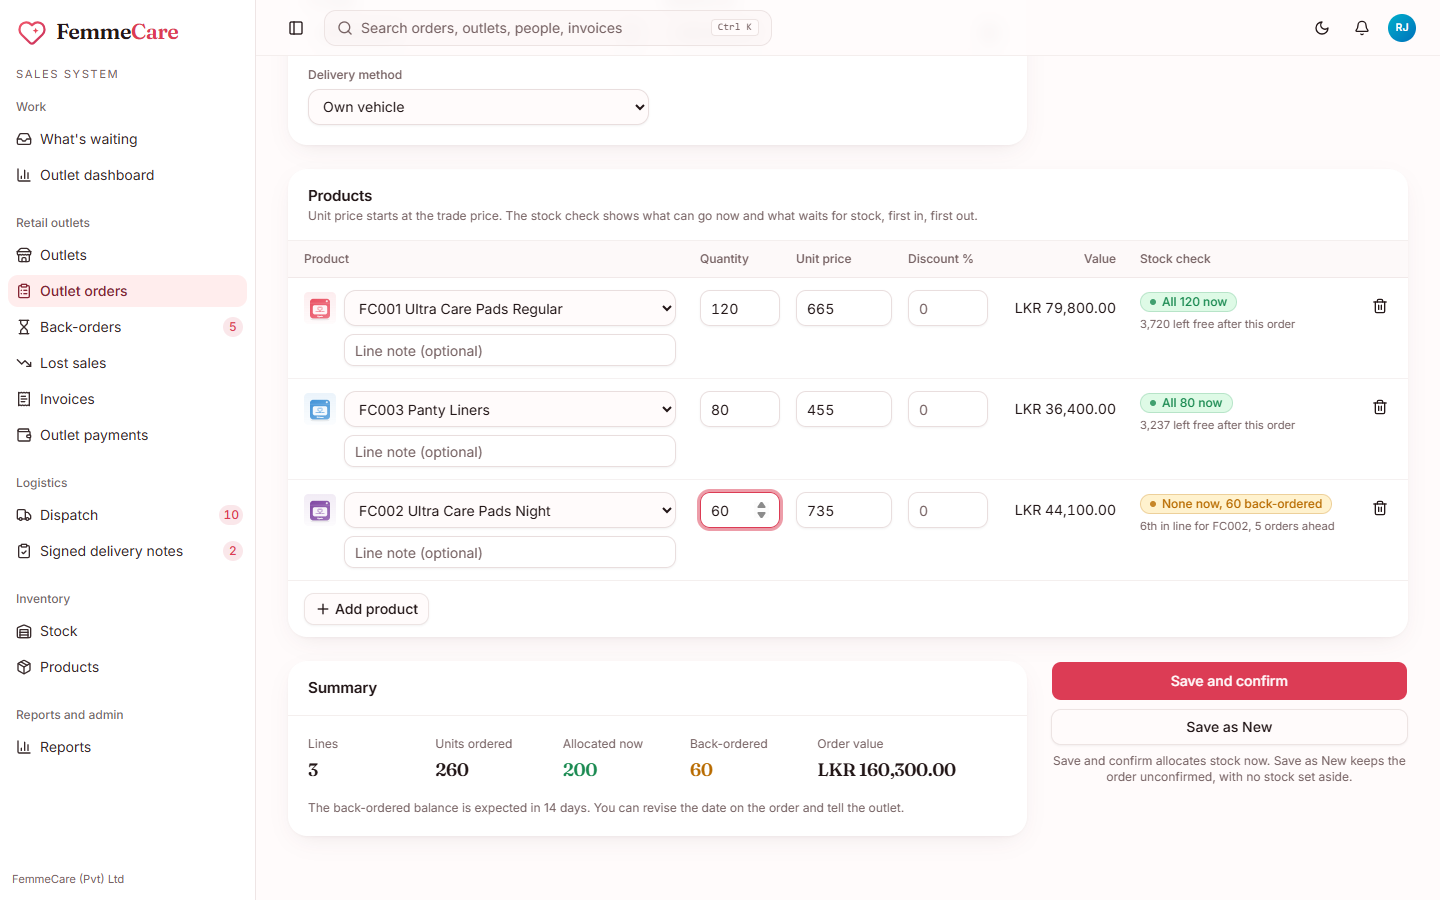 FemmeCare
SALES SYSTEM
Work
What's waiting
Outlet dashboard
Retail outlets
Outlets
Outlet orders
Back-orders 5
Lost sales
Invoices
Outlet payments
Logistics
Dispatch 10
Signed delivery notes 2
Inventory
Stock
Products
Reports and admin
Reports
FemmeCare (Pvt) Ltd
Search orders, outlets, people, invoices Ctrl K
RJ
Delivery method
Own vehicle
Products
Unit price starts at the trade price. The stock check shows what can go now and what waits for stock, first in, first out.
Product Quantity Unit price Discount % Value Stock check
FC001 Ultra Care Pads Regular 120 665 0 LKR 79,800.00 All 120 now
3,720 left free after this order
Line note (optional)
FC003 Panty Liners 80 455 0 LKR 36,400.00 All 80 now
3,237 left free after this order
Line note (optional)
FC002 Ultra Care Pads Night 60 735 0 LKR 44,100.00 None now, 60 back-ordered
6th in line for FC002, 5 orders ahead
Line note (optional)
Add product
Summary
Lines Units ordered Allocated now Back-ordered Order value
3 260 200 60 LKR 160,300.00
The back-ordered balance is expected in 14 days. You can revise the date on the order and tell the outlet.
Save and confirm
Save as New
Save and confirm allocates stock now. Save as New keeps the
order unconfirmed, with no stock set aside.